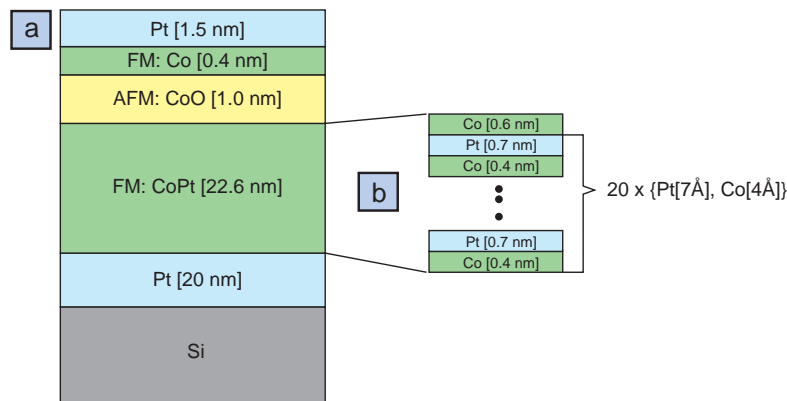 a
Pt [1.5 nm]
FM: Co [0.4 nm]
AFM: CoO [1.0 nm]
FM: CoPt [22.6 nm]
Pt [20 nm]
Si
b
Co [0.6 nm]
Pt [0.7 nm]
Co [0.4 nm]
Pt [0.7 nm]
Co [0.4 nm]
20 x {Pt[7Å], Co[4Å]}